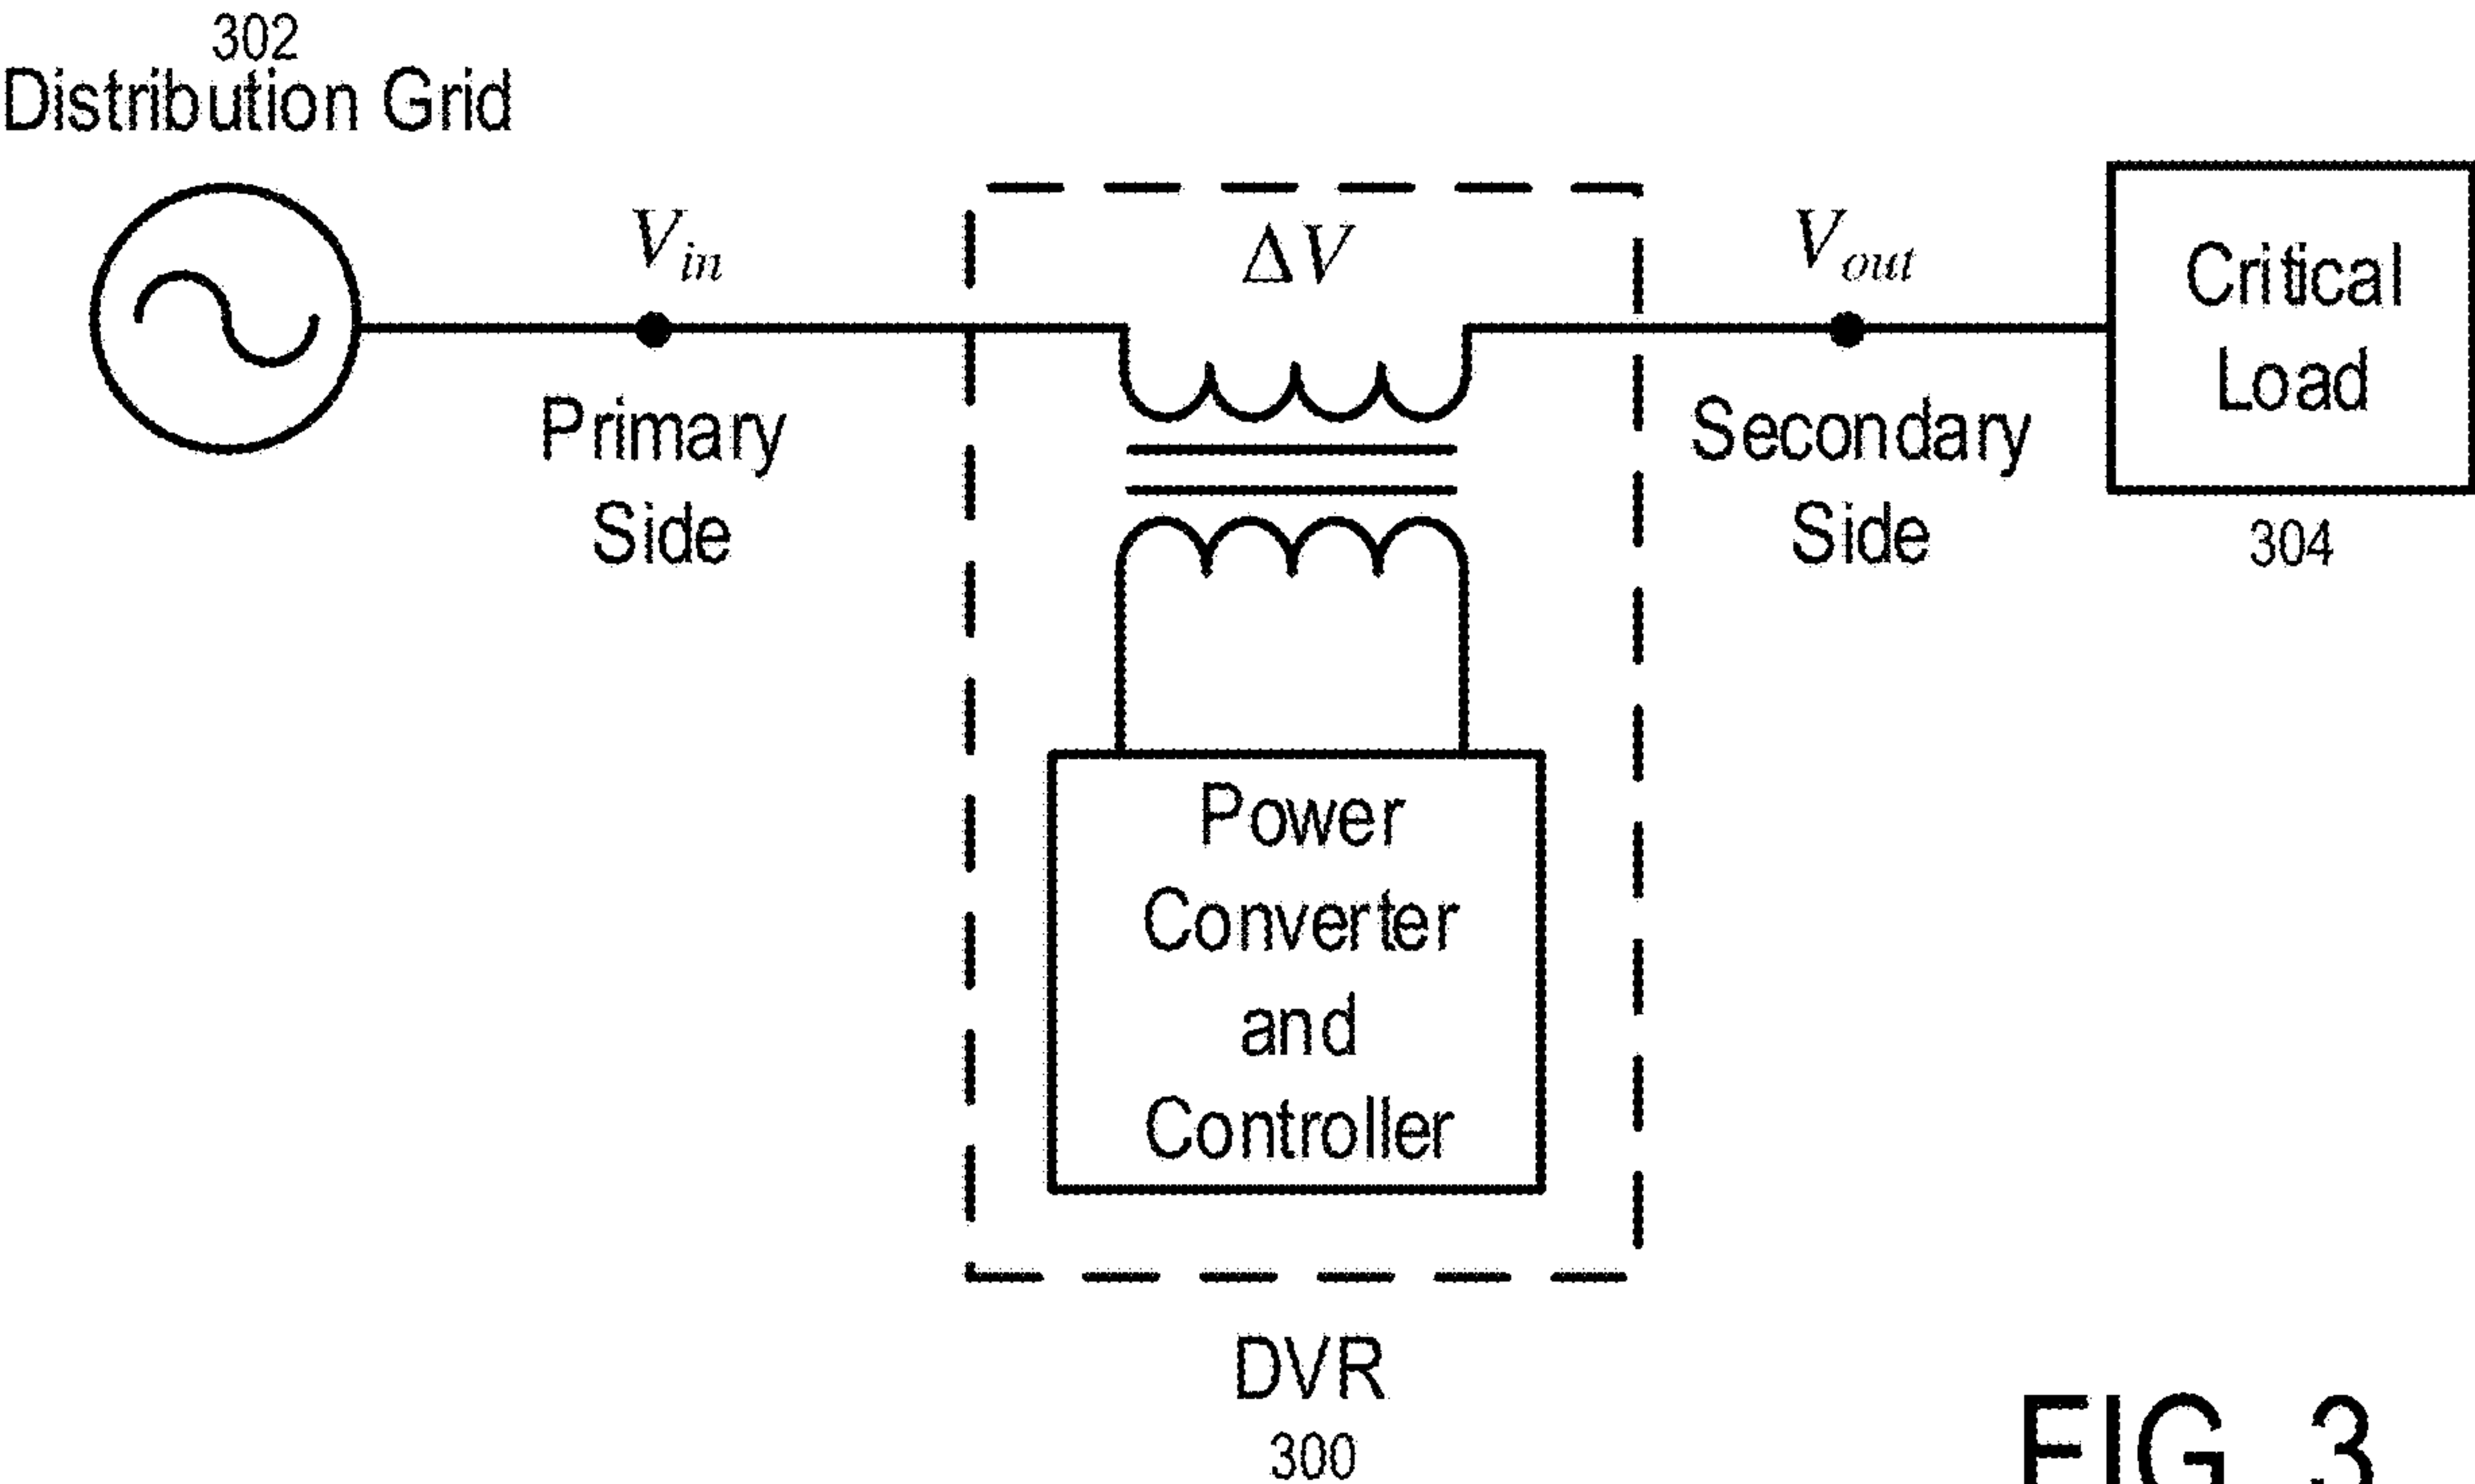 302
Distribution Grid
V_in
ΔV
V_out
Critical
Load
304
Primary
Side
Secondary
Side
Power
Converter
and
Controller
DVR
300
FIG. 3